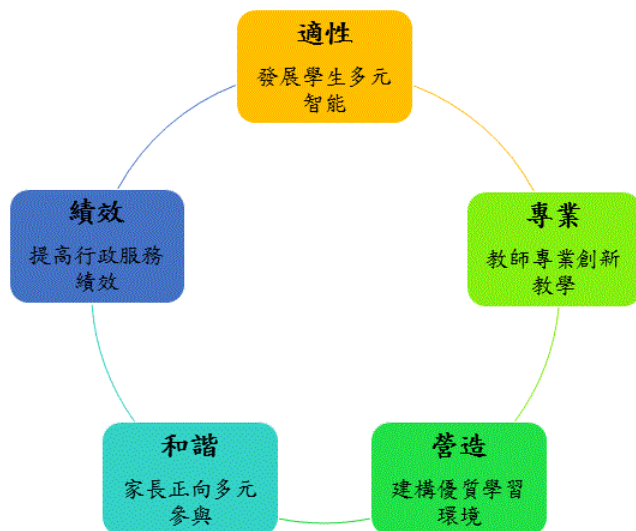 適性
發展學生多元
智能
專業
教師專業創新
教學
營造
建構優質學習
環境
和諧
家長正向多元
參與
績效
提高行政服務
績效